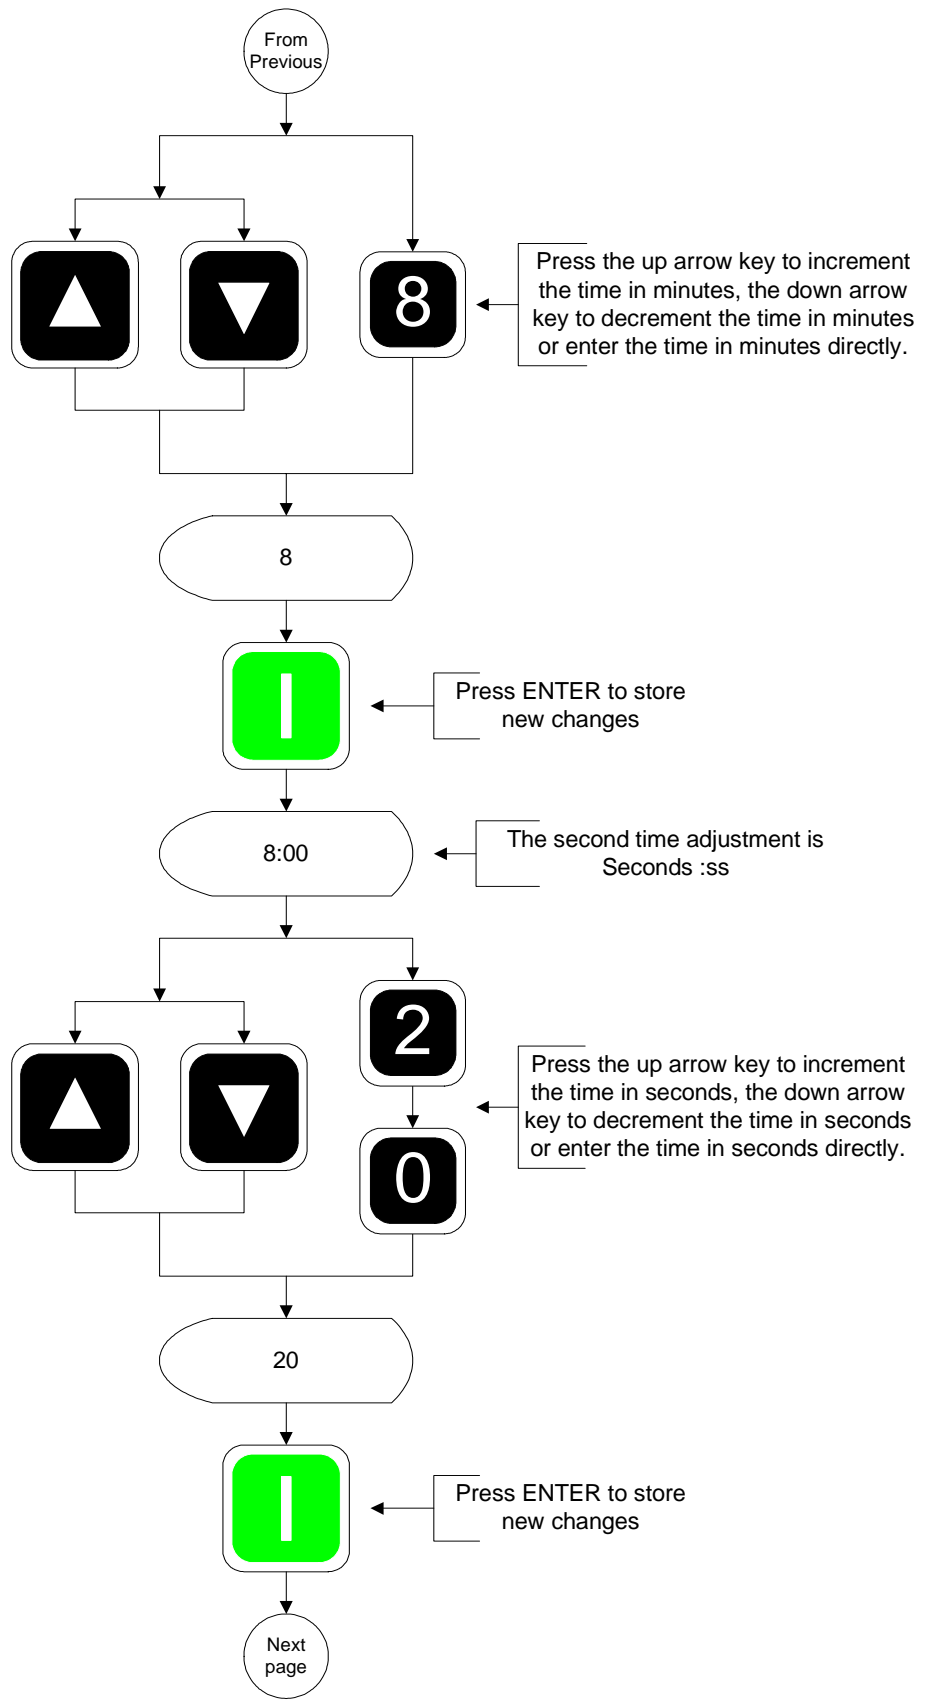 From
Previous
8
Press the up arrow key to increment
the time in minutes, the down arrow
key to decrement the time in minutes
or enter the time in minutes directly.
8
Press ENTER to store
new changes
8:00
The second time adjustment is
Seconds :ss
2
0
Press the up arrow key to increment
the time in seconds, the down arrow
key to decrement the time in seconds
or enter the time in seconds directly.
20
Press ENTER to store
new changes
Next
page